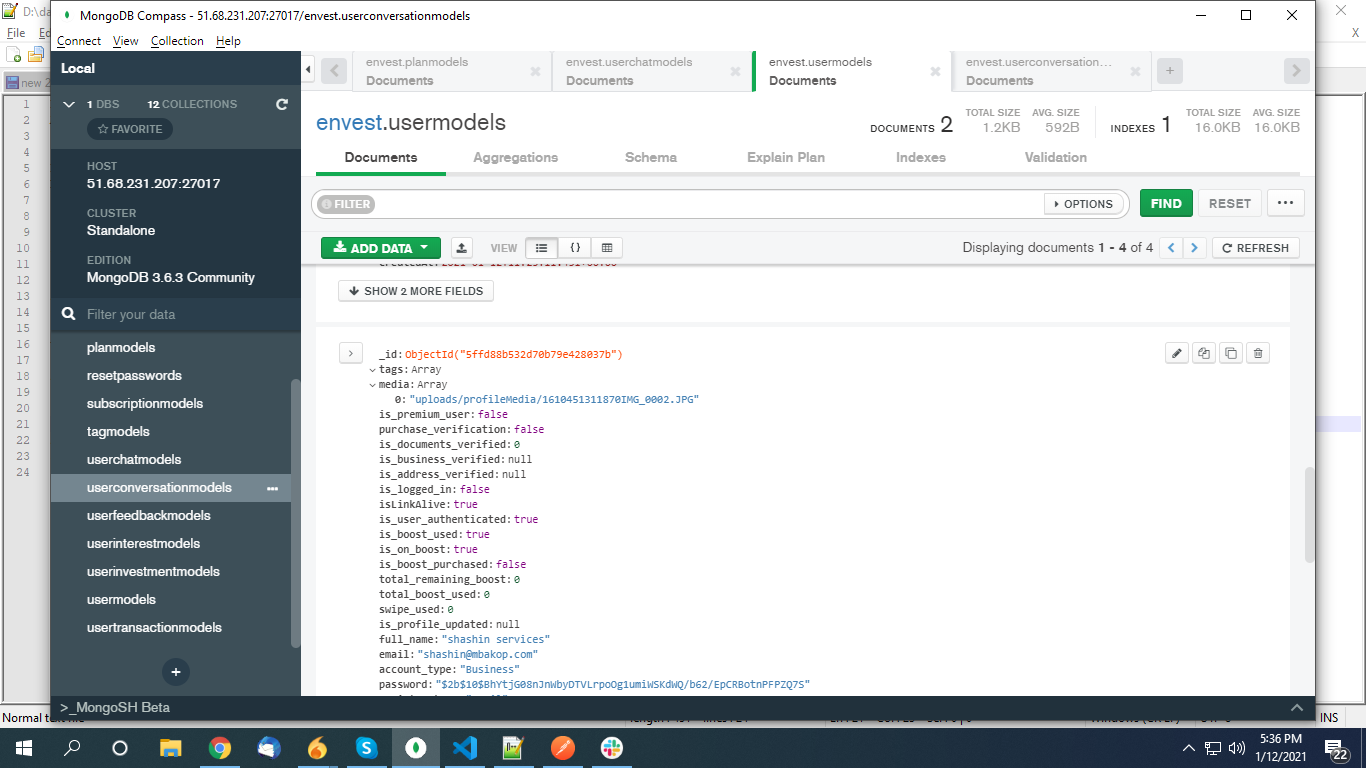 D:\da
MongoDB Compass - 51.68.231.207:27017/envest.userconversationmodels
File
Connect View Collection Help
X
new 2
Local
1 DBS 12 COLLECTIONS
FAVORITE
HOST
51.68.231.207:27017
CLUSTER
Standalone
EDITION
MongoDB 3.6.3 Community
Filter your data
planmodels
resetpasswords
subscriptionmodels
tagmodels
userchatmodels
userconversationmodels
userfeedbackmodels
userinterestmodels
userinvestmentmodels
usermodels
usertransactionmodels
envest.planmodels
Documents
envest.userchatmodels
Documents
envest.usermodels
Documents
envest.userconversation...
Documents
envest.usermodels
DOCUMENTS 2
TOTAL SIZE
1.2KB
AVG. SIZE
592B
INDEXES 1
TOTAL SIZE
16.0KB
AVG. SIZE
16.0KB
Documents Aggregations Schema Explain Plan Indexes Validation
FILTER OPTIONS FIND RESET
ADD DATA VIEW Displaying documents 1 - 4 of 4 REFRESH
SHOW 2 MORE FIELDS
_id: ObjectId("5ffd88b532d70b79e428037b")
tags: Array
media: Array
0: "uploads/profileMedia/1610451311870IMG_0002.JPG"
is_premium_user: false
purchase_verification: false
is_documents_verified: 0
is_business_verified: null
is_address_verified: null
is_logged_in: false
isLinkAlive: true
is_user_authenticated: true
is_boost_used: true
is_on_boost: true
is_boost_purchased: false
total_remaining_boost: 0
total_boost_used: 0
swipe_used: 0
is_profile_updated: null
full_name: "shashin services"
email: "shashin@mbakop.com"
account_type: "Business"
password: "$2b$10$BhYtjG08nJnWbyDTVLrpoOg1umiWSKdWQ/b62/EpCRBotnPFPZQ7S"
>_MongoSH Beta
1
2
3
4
5
6
7
8
9
10
11
12
13
14
15
16
17
18
19
20
21
22
23
24
INS
5:36 PM
1/12/2021
22